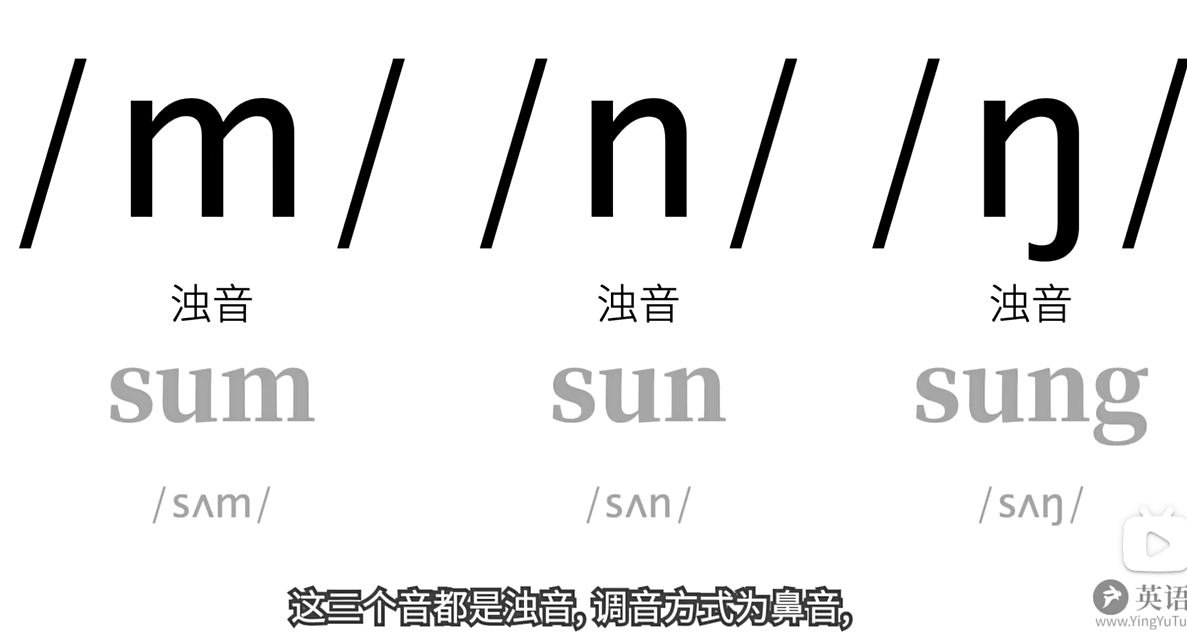 /m/ /n/ /ŋ/
浊音 浊音 浊音
sum sun sung
/sʌm/ /sʌn/ /sʌŋ/
这三个音都是浊音, 调音方式为鼻音,
英语
www.YingYuTu